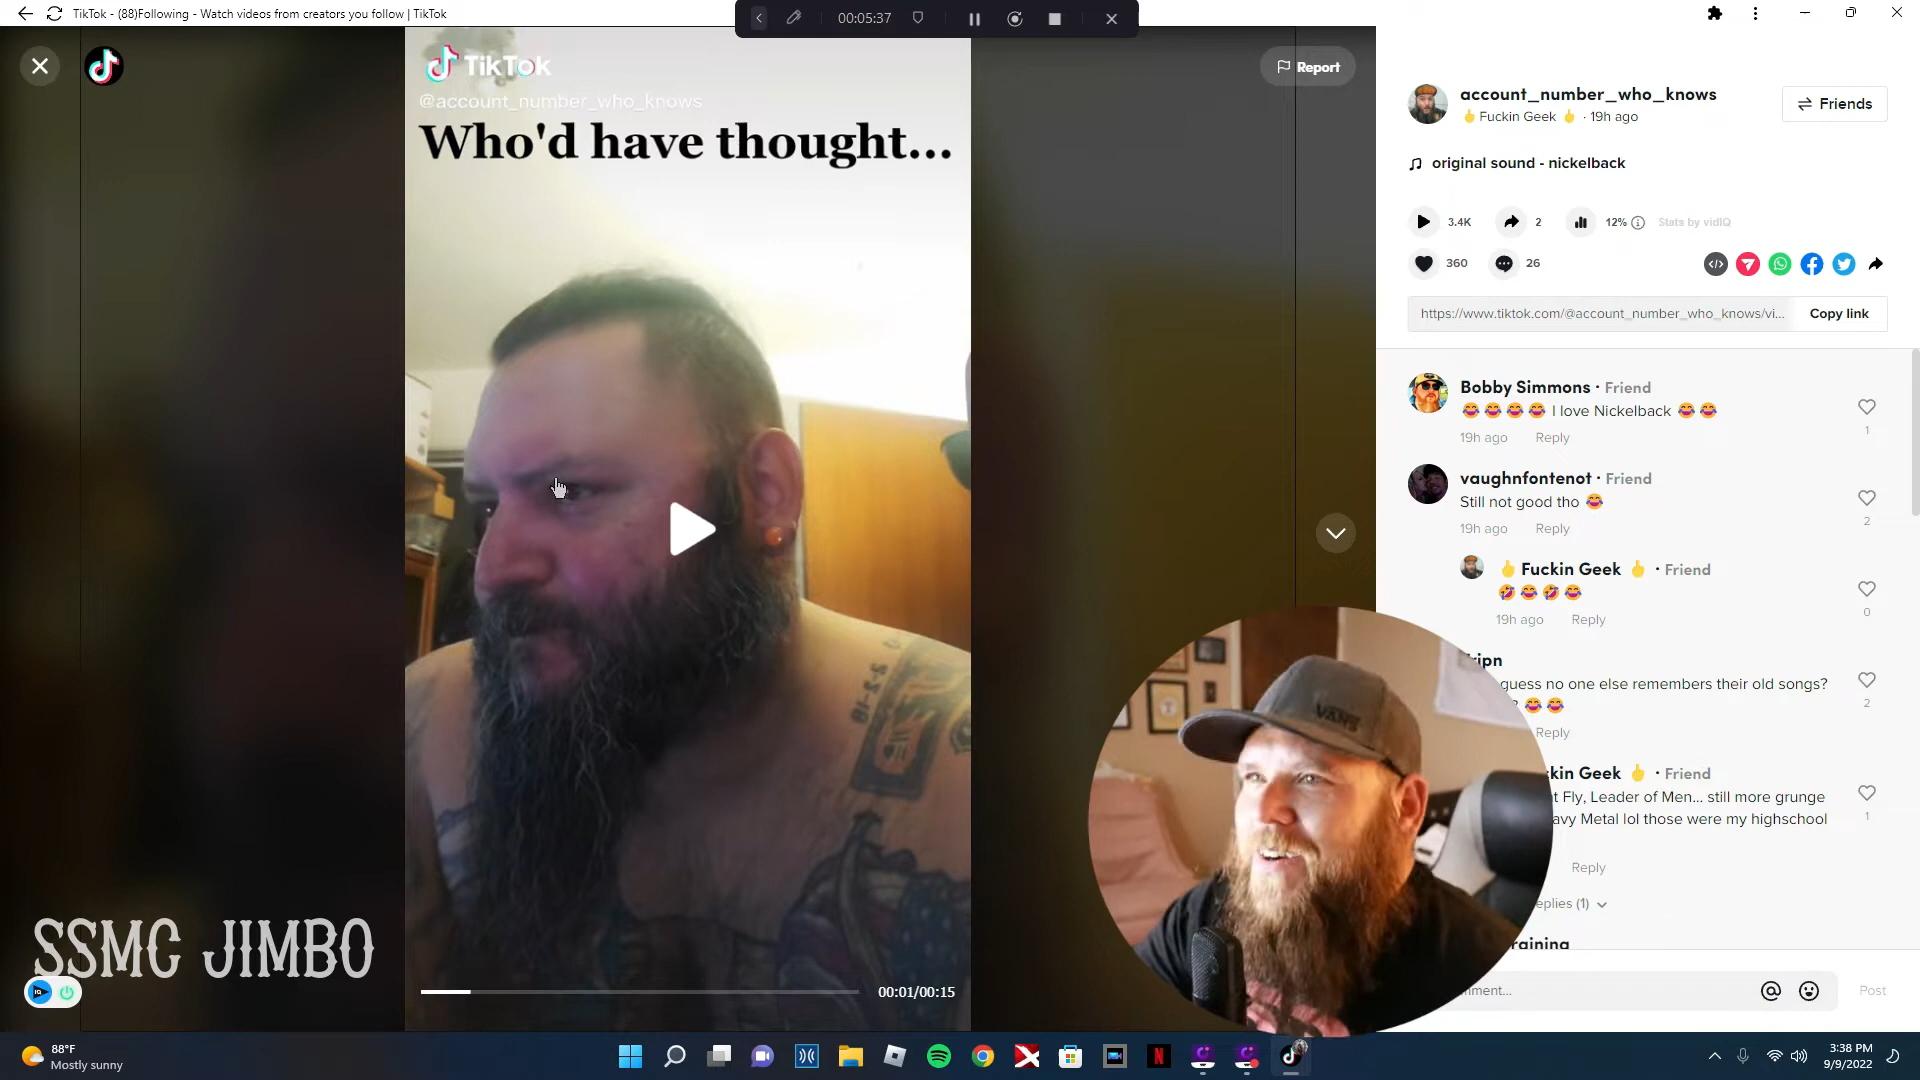 TikTok - (88)Following - Watch videos from creators you follow | TikTok
00:05:37
TikTok
@account_number_who_knows
Who'd have thought...
Report
00:01/00:15
SSMC JIMBO
account_number_who_knows
🖕 Fuckin Geek 🖕 · 19h ago
Friends
original sound - nickelback
3.4K 2 12% Stats by vidIQ
360 26
https://www.tiktok.com/@account_number_who_knows/vi...
Copy link
Bobby Simmons · Friend
😂😂😂😂 I love Nickelback 😂😂
1
19h ago Reply
vaughnfontenot · Friend
Still not good tho 😂
2
19h ago Reply
🖕 Fuckin Geek 🖕 · Friend
🤣😂🤣😂
0
19h ago Reply
ripn
guess no one else remembers their old songs?
? 😂😂
2
Reply
kin Geek 🖕 · Friend
t Fly, Leader of Men... still more grunge
avy Metal lol those were my highschool
1
Reply
eplies (1)
raining
mment...
Post
VANS
88°F
Mostly sunny
3:38 PM
9/9/2022